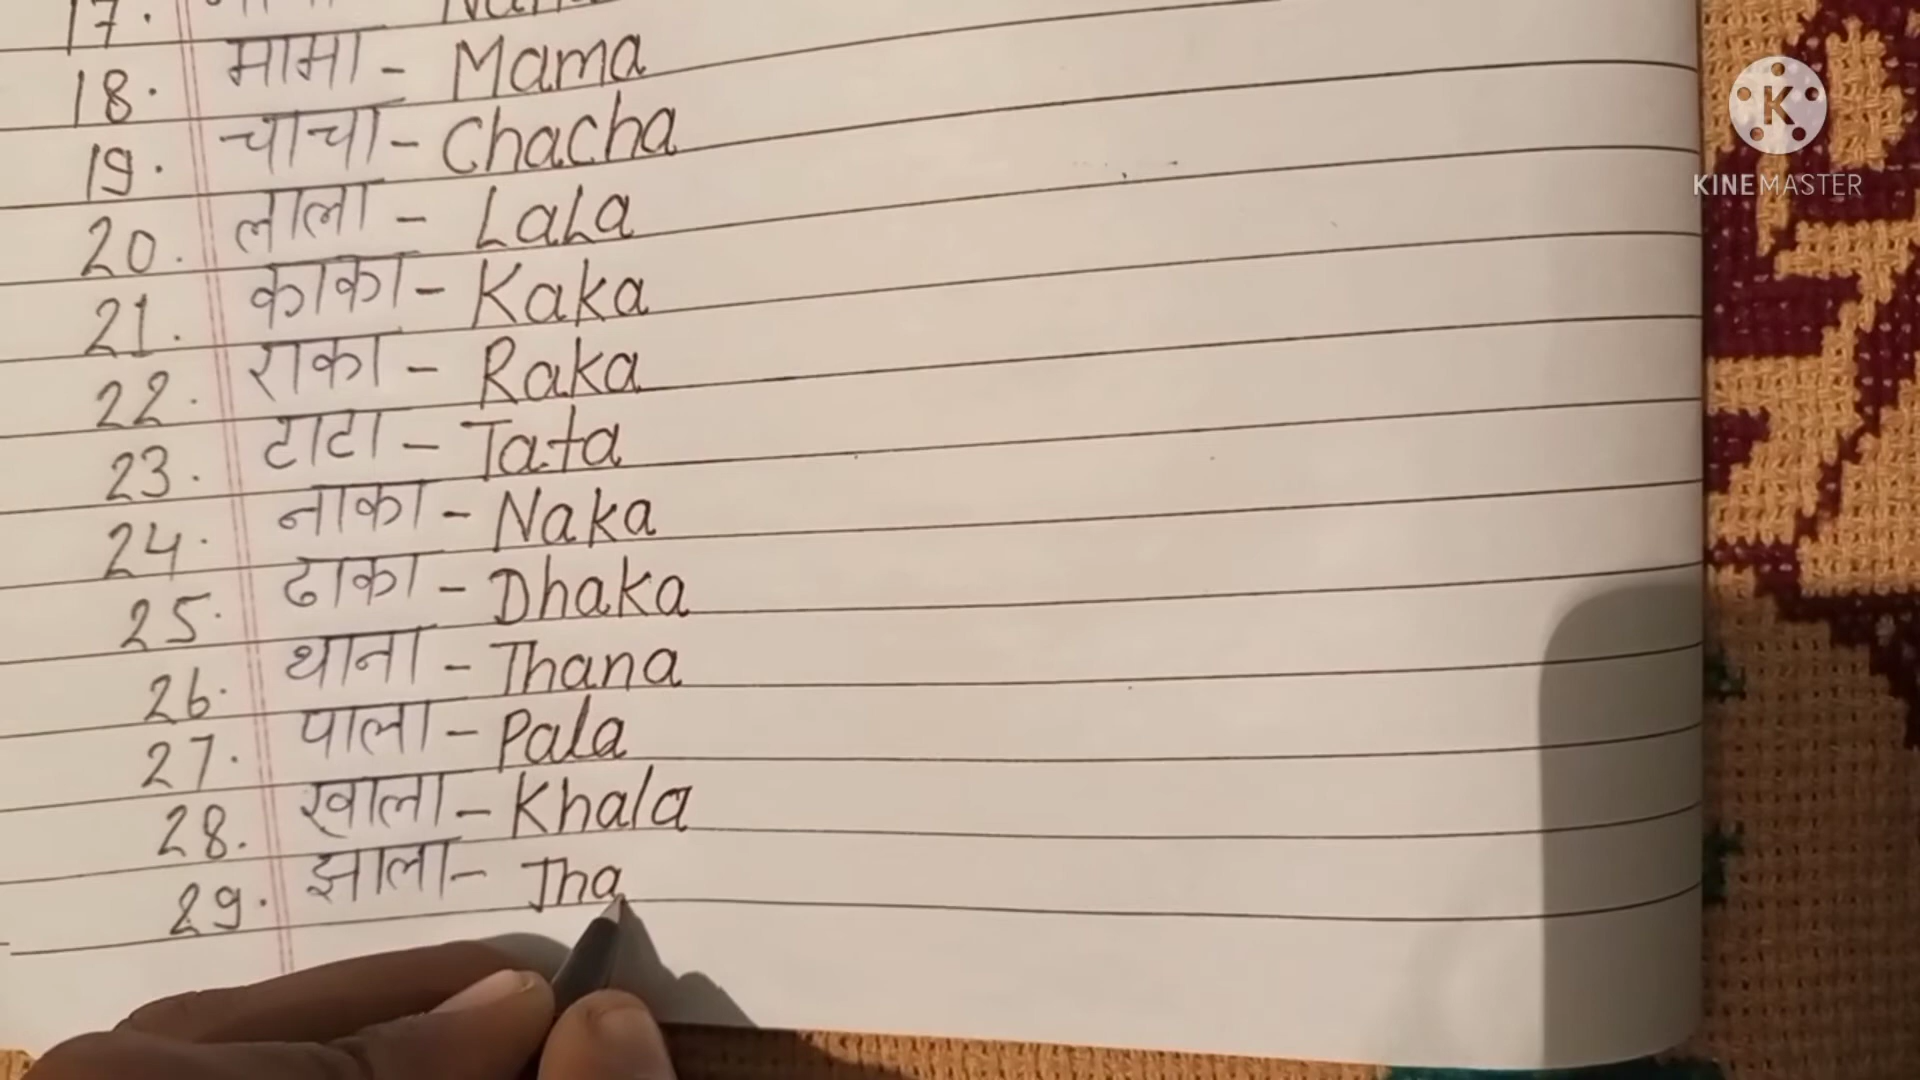 17.
18. मामा - Mama
19. चाचा - Chacha
20. लाला - LaLa
21. काका - Kaka
22. राका - Raka
23. टाटा - Tata
24. नाका - Naka
25. ढाका - Dhaka
26. थाना - Thana
27. पाला - Pala
28. खाला - Khala
29. झाला - Jha
K
KINEMASTER